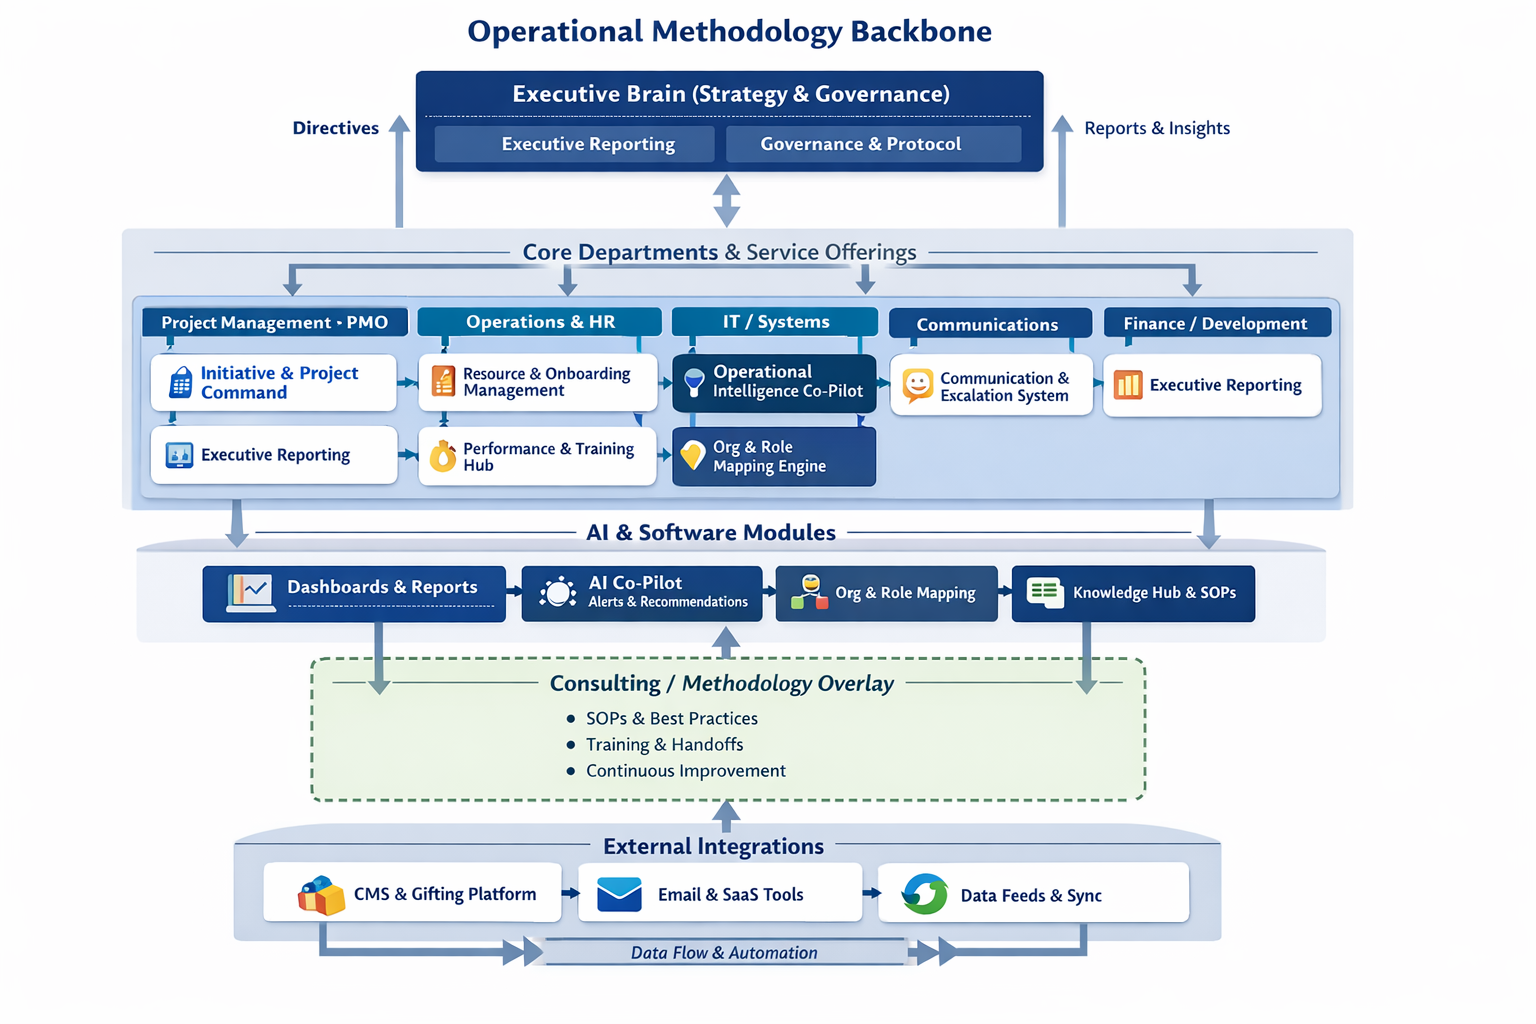 Operational Methodology Backbone
Executive Brain (Strategy & Governance)
Directives
Reports & Insights
Executive Reporting
Governance & Protocol
Core Departments & Service Offerings
Project Management • PMO
Operations & HR
IT / Systems
Communications
Finance / Development
Initiative & Project
Command
Resource & Onboarding
Management
Operational
Intelligence Co-Pilot
Communication &
Escalation System
Executive Reporting
Executive Reporting
Performance & Training
Hub
Org & Role
Mapping Engine
AI & Software Modules
Dashboards & Reports
AI Co-Pilot
Alerts & Recommendations
Org & Role Mapping
Knowledge Hub & SOPs
Consulting / Methodology Overlay
• SOPs & Best Practices
• Training & Handoffs
• Continuous Improvement
External Integrations
CMS & Gifting Platform
Email & SaaS Tools
Data Feeds & Sync
Data Flow & Automation